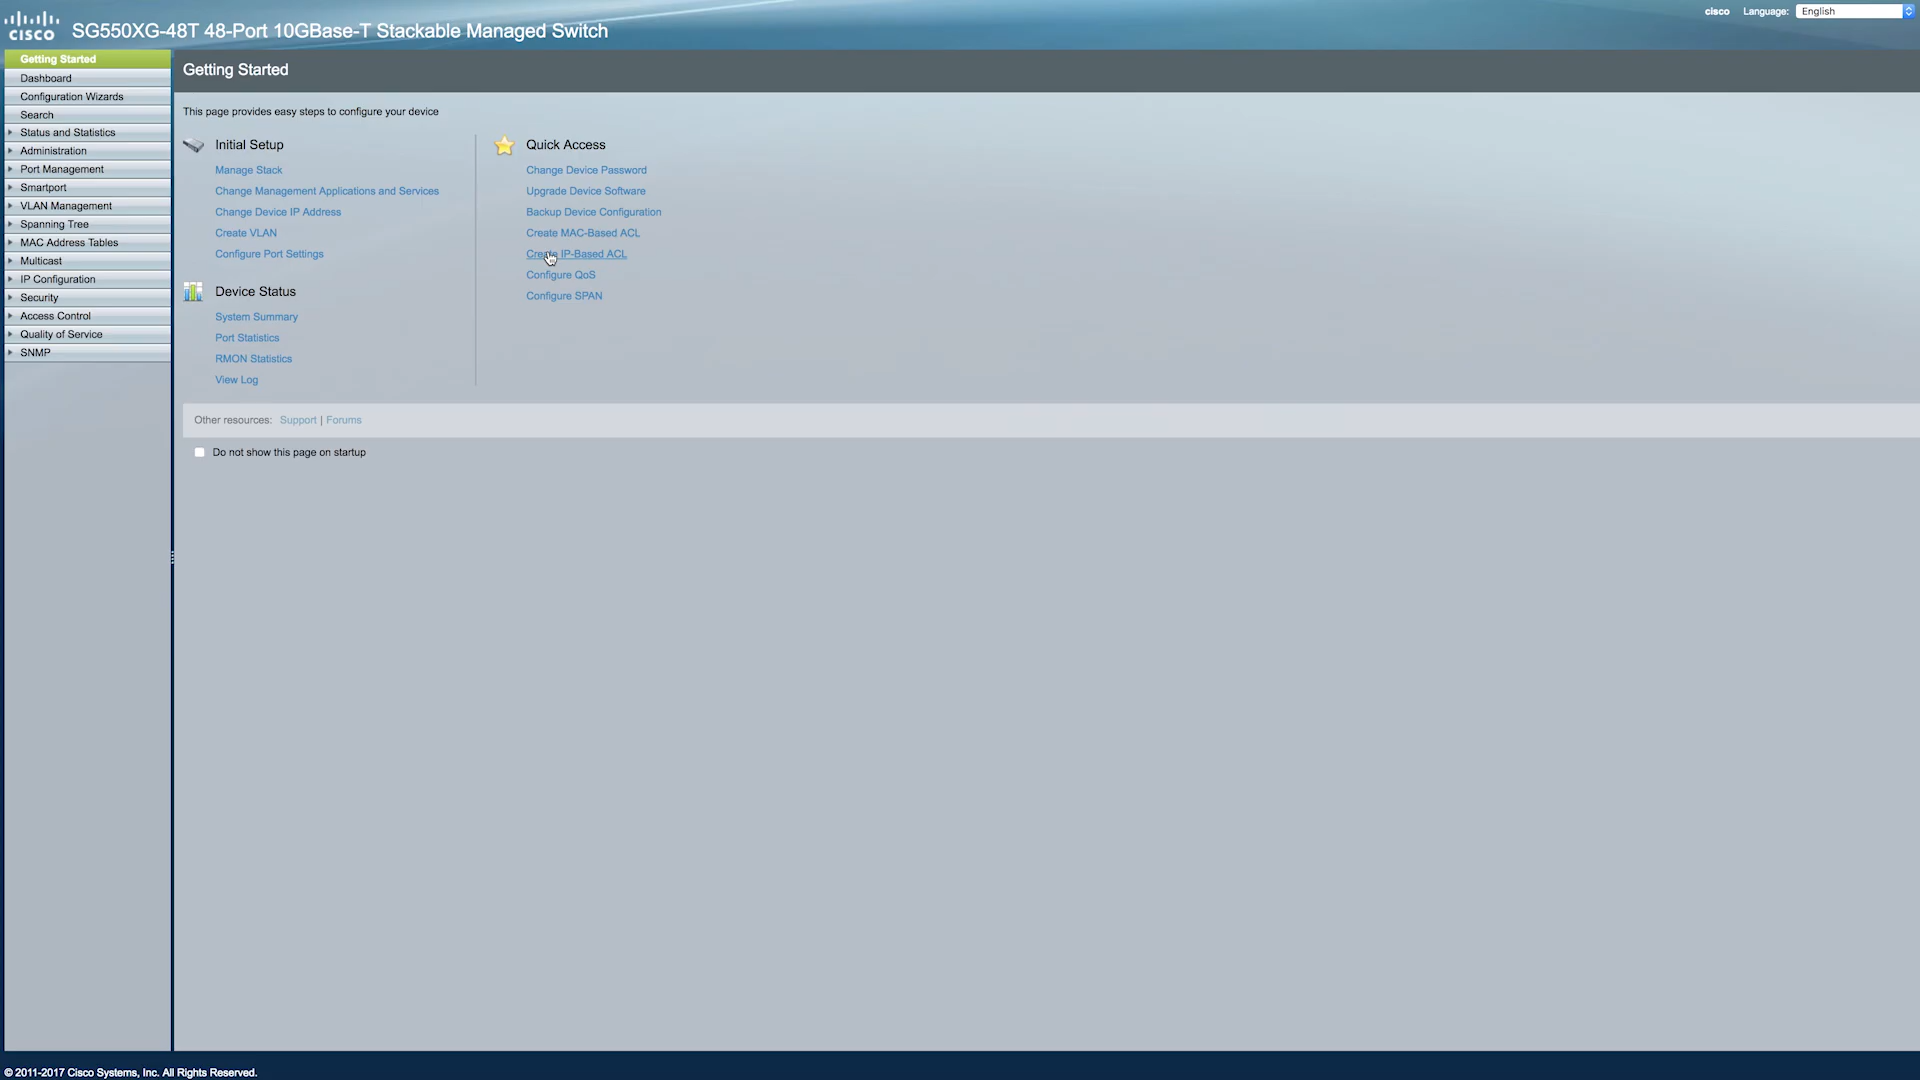 cisco
SG550XG-48T 48-Port 10GBase-T Stackable Managed Switch
cisco Language: English
Getting Started
Dashboard
Configuration Wizards
Search
Status and Statistics
Administration
Port Management
Smartport
VLAN Management
Spanning Tree
MAC Address Tables
Multicast
IP Configuration
Security
Access Control
Quality of Service
SNMP
Getting Started
This page provides easy steps to configure your device
Initial Setup
Manage Stack
Change Management Applications and Services
Change Device IP Address
Create VLAN
Configure Port Settings
Device Status
System Summary
Port Statistics
RMON Statistics
View Log
Quick Access
Change Device Password
Upgrade Device Software
Backup Device Configuration
Create MAC-Based ACL
Create IP-Based ACL
Configure QoS
Configure SPAN
Other resources: Support | Forums
Do not show this page on startup
© 2011-2017 Cisco Systems, Inc. All Rights Reserved.